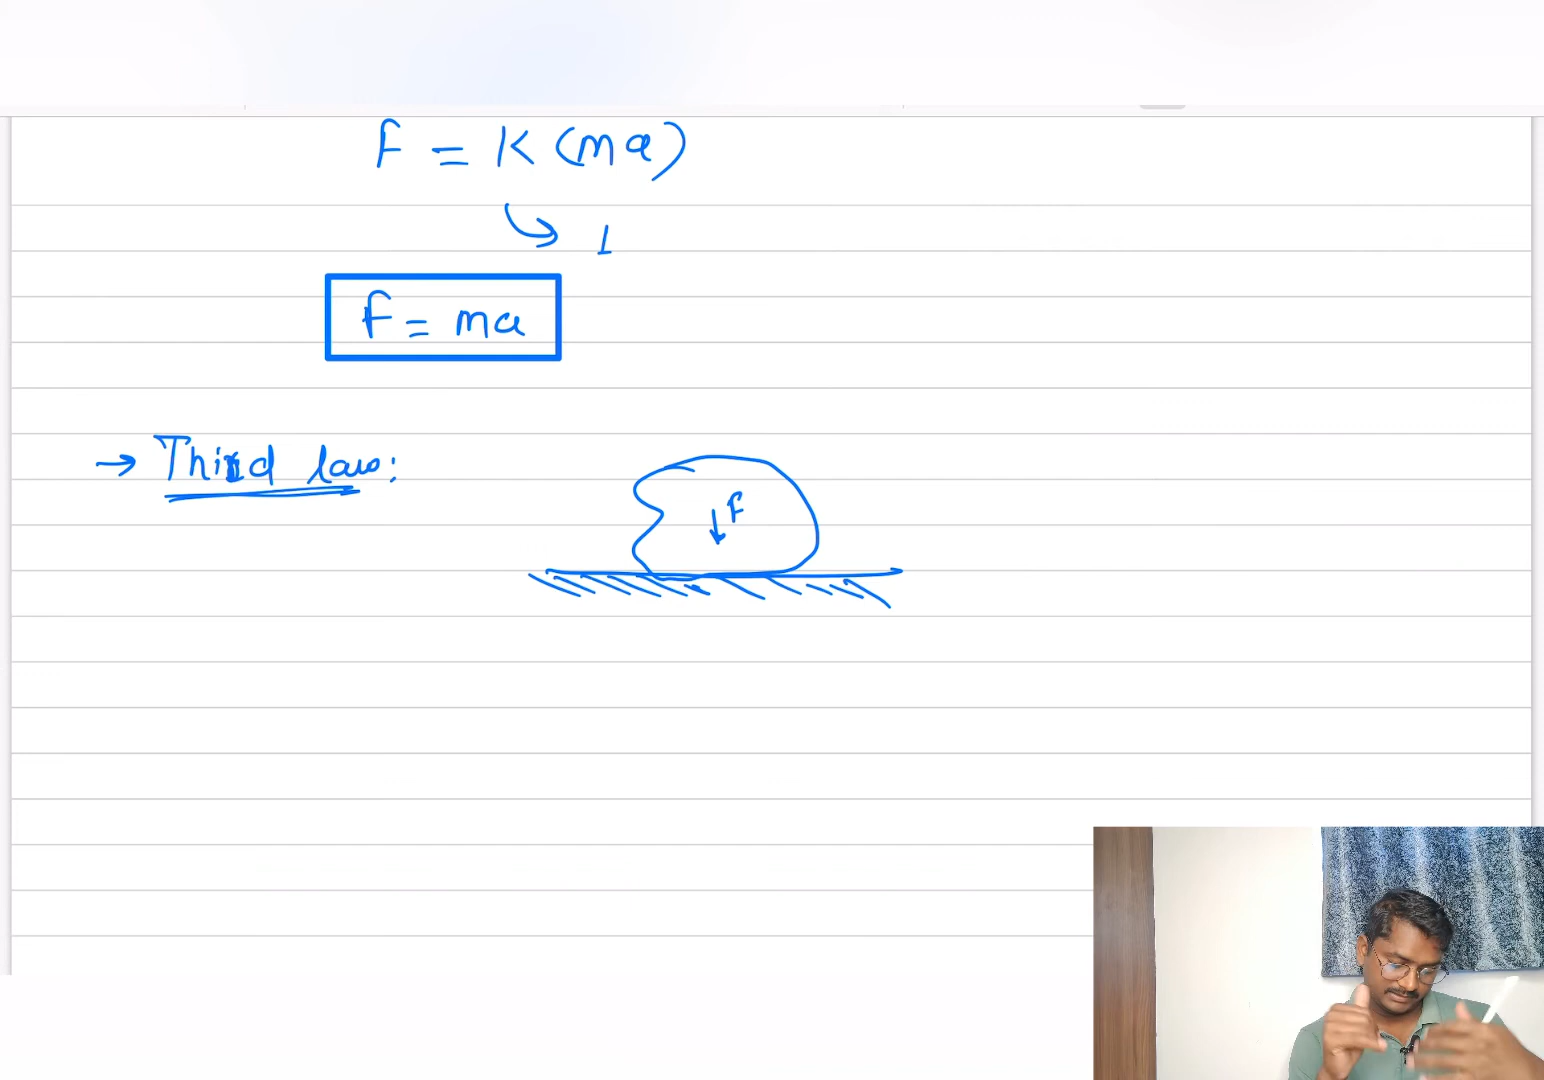 F = K (ma)
1
F = ma
→ Third law:
↓ F